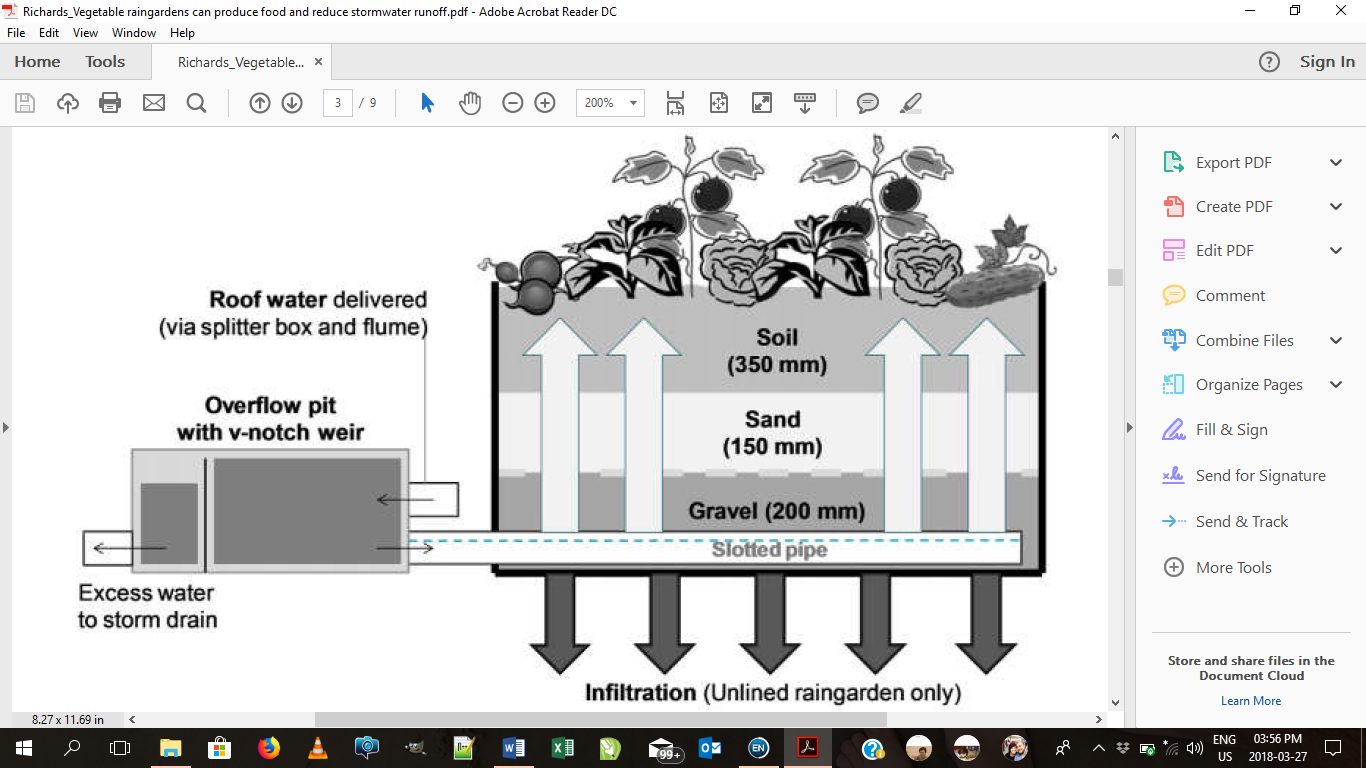 Richards_Vegetable raingardens can produce food and reduce stormwater runoff.pdf - Adobe Acrobat Reader DC
File Edit View Window Help
Home Tools Richards_Vegetable... × ? Sign In
3 / 9 200%
Roof water delivered
(via splitter box and flume)
Overflow pit
with v-notch weir
Excess water
to storm drain
Soil
(350 mm)
Sand
(150 mm)
Gravel (200 mm)
Slotted pipe
Infiltration (Unlined raingarden only)
8.27 x 11.69 in
Export PDF
Create PDF
Edit PDF
Comment
Combine Files
Organize Pages
Fill & Sign
Send for Signature
Send & Track
More Tools
Store and share files in the
Document Cloud
Learn More
99+
EN
ENG
US
03:56 PM
2018-03-27